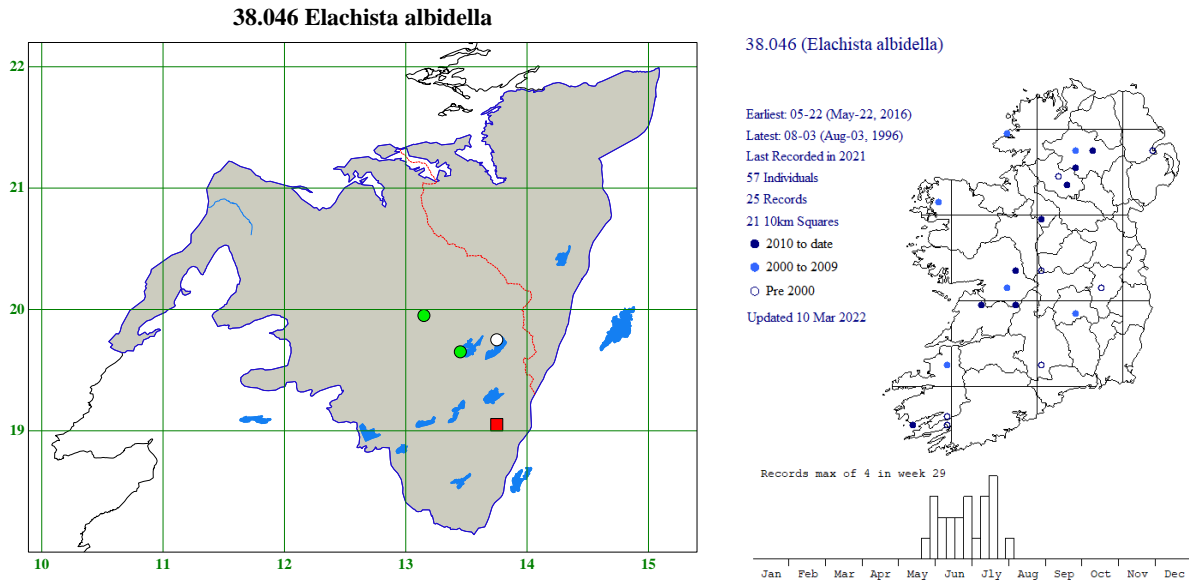 38.046 Elachista albidella
22
21
20
19
10 11 12 13 14 15
38.046 (Elachista albidella)
Earliest: 05-22 (May-22, 2016)
Latest: 08-03 (Aug-03, 1996)
Last Recorded in 2021
57 Individuals
25 Records
21 10km Squares
2010 to date
2000 to 2009
Pre 2000
Updated 10 Mar 2022
Records max of 4 in week 29
Jan Feb Mar Apr May Jun Jly Aug Sep Oct Nov Dec